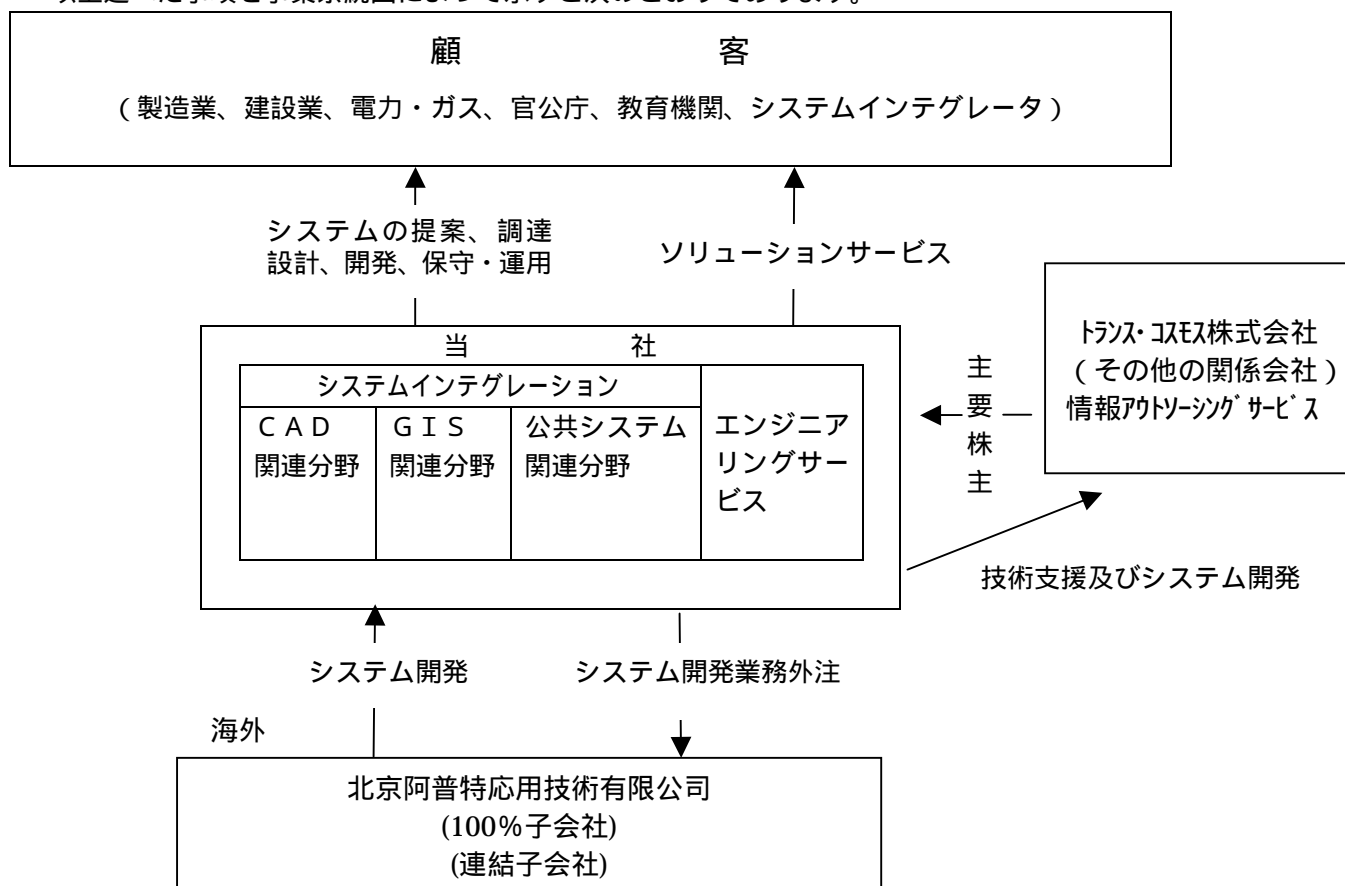 顧　　　　　客
（製造業、建設業、電力・ガス、官公庁、教育機関、システムインテグレータ）
システムの提案、調達
設計、開発、保守・運用
ソリューションサービス
当　　　　　社
システムインテグレーション
ＣＡＤ
関連分野
ＧＩＳ
関連分野
公共システム
関連分野
エンジニア
リングサー
ビス
主
要
株
主
ﾄﾗﾝｽ･ｺｽﾓｽ株式会社
（その他の関係会社）
情報ｱｳﾄｿｰｼﾝｸﾞｻｰﾋﾞｽ
技術支援及びシステム開発
システム開発
システム開発業務外注
海外
北京阿普特応用技術有限公司
(100％子会社)
(連結子会社)